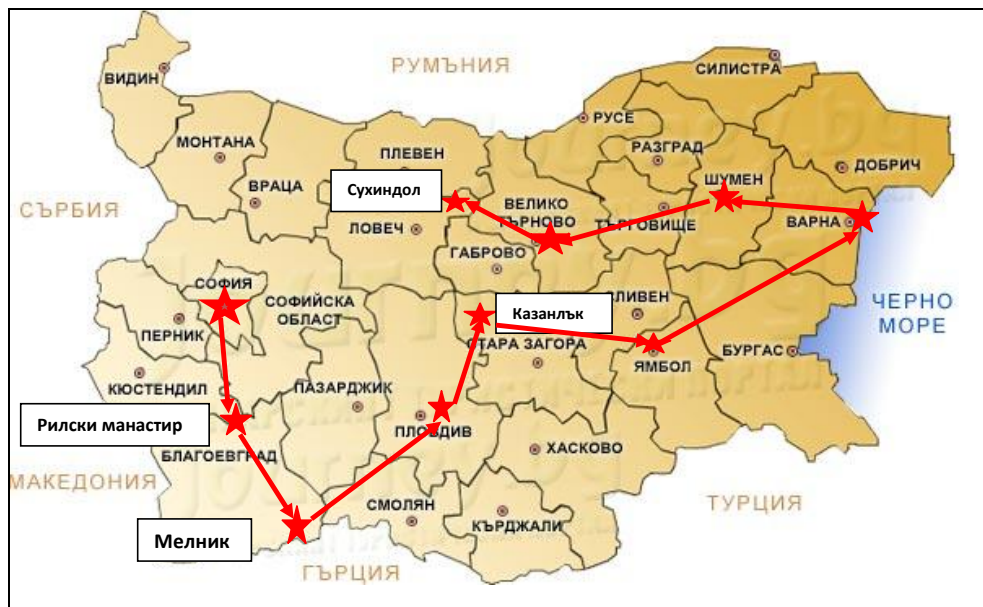 РУМЪНИЯ
СИЛИСТРА
ВИДИН
РУСЕ
МОНТАНА
ПЛЕВЕН
РАЗГРАД
ДОБРИЧ
ВРАЦА
Сухиндол
ШУМЕН
ВЕЛИКО
ТЪРНОВО
СЪРБИЯ
ЛОВЕЧ
ТЪРГОВИЩЕ
ВАРНА
ГАБРОВО
СОФИЯ
СОФИЙСКА
ОБЛАСТ
Казанлък
СЛИВЕН
ЧЕРНО
МОРЕ
ПЕРНИК
СТАРА ЗАГОРА
ЯМБОЛ
БУРГАС
КЮСТЕНДИЛ
ПАЗАРДЖИК
Рилски манастир
ПЛОВДИВ
ХАСКОВО
БЛАГОЕВГРАД
МАКЕДОНИЯ
СМОЛЯН
ТУРЦИЯ
КЪРДЖАЛИ
Мелник
ГЪРЦИЯ